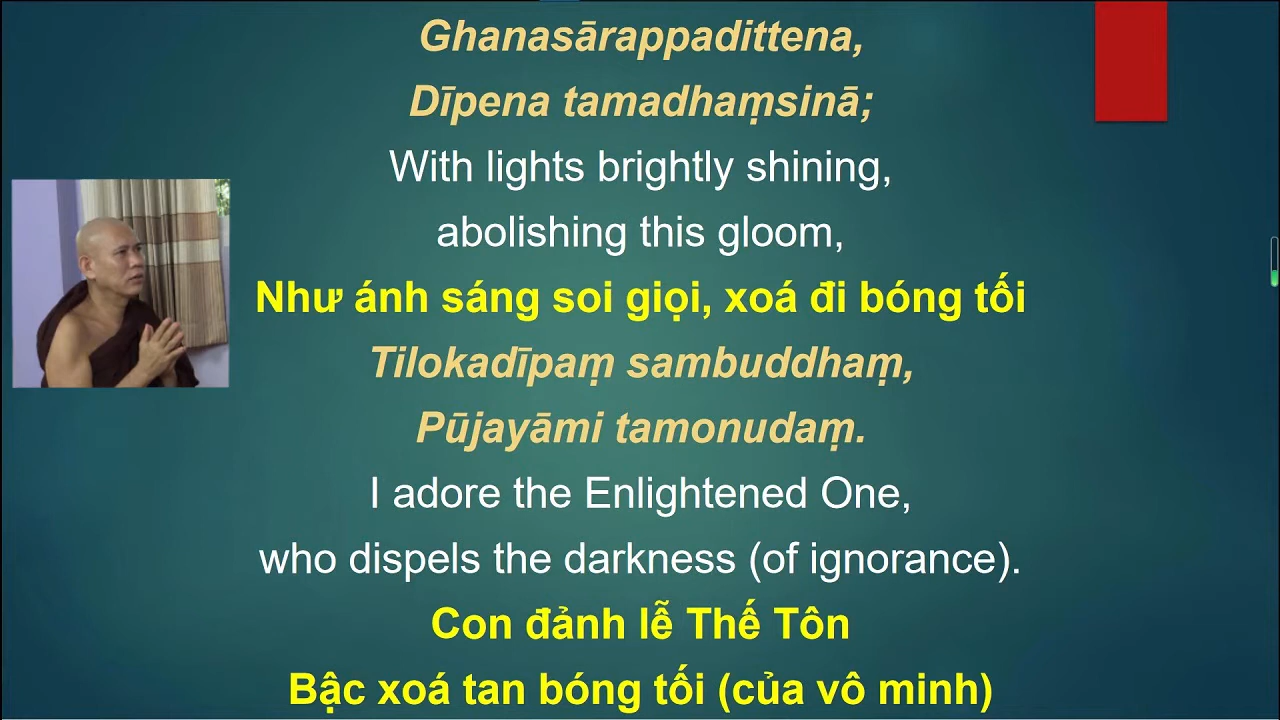 Ghanasārappadittena,
Dīpena tamadhaṃsinā;
With lights brightly shining,
abolishing this gloom,
Như ánh sáng soi giọi, xoá đi bóng tối
Tilokadīpaṃ sambuddhaṃ,
Pūjayāmi tamonudaṃ.
I adore the Enlightened One,
who dispels the darkness (of ignorance).
Con đảnh lễ Thế Tôn
Bậc xoá tan bóng tối (của vô minh)